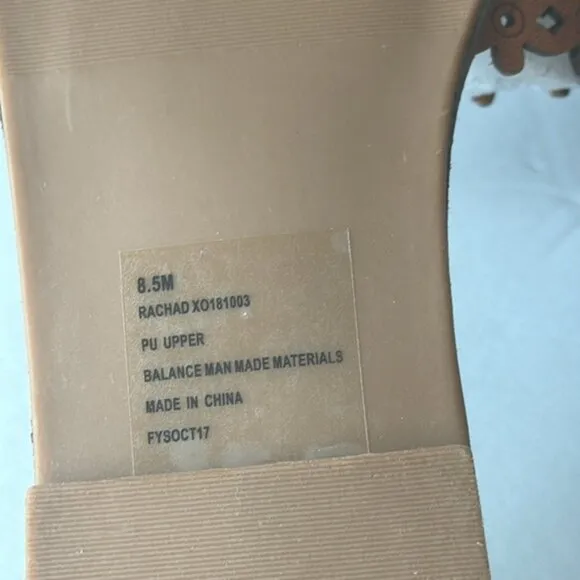 8.5M
RACHAD XO181003
PU UPPER
BALANCE MAN MADE MATERIALS
MADE IN CHINA
FYSOCT17